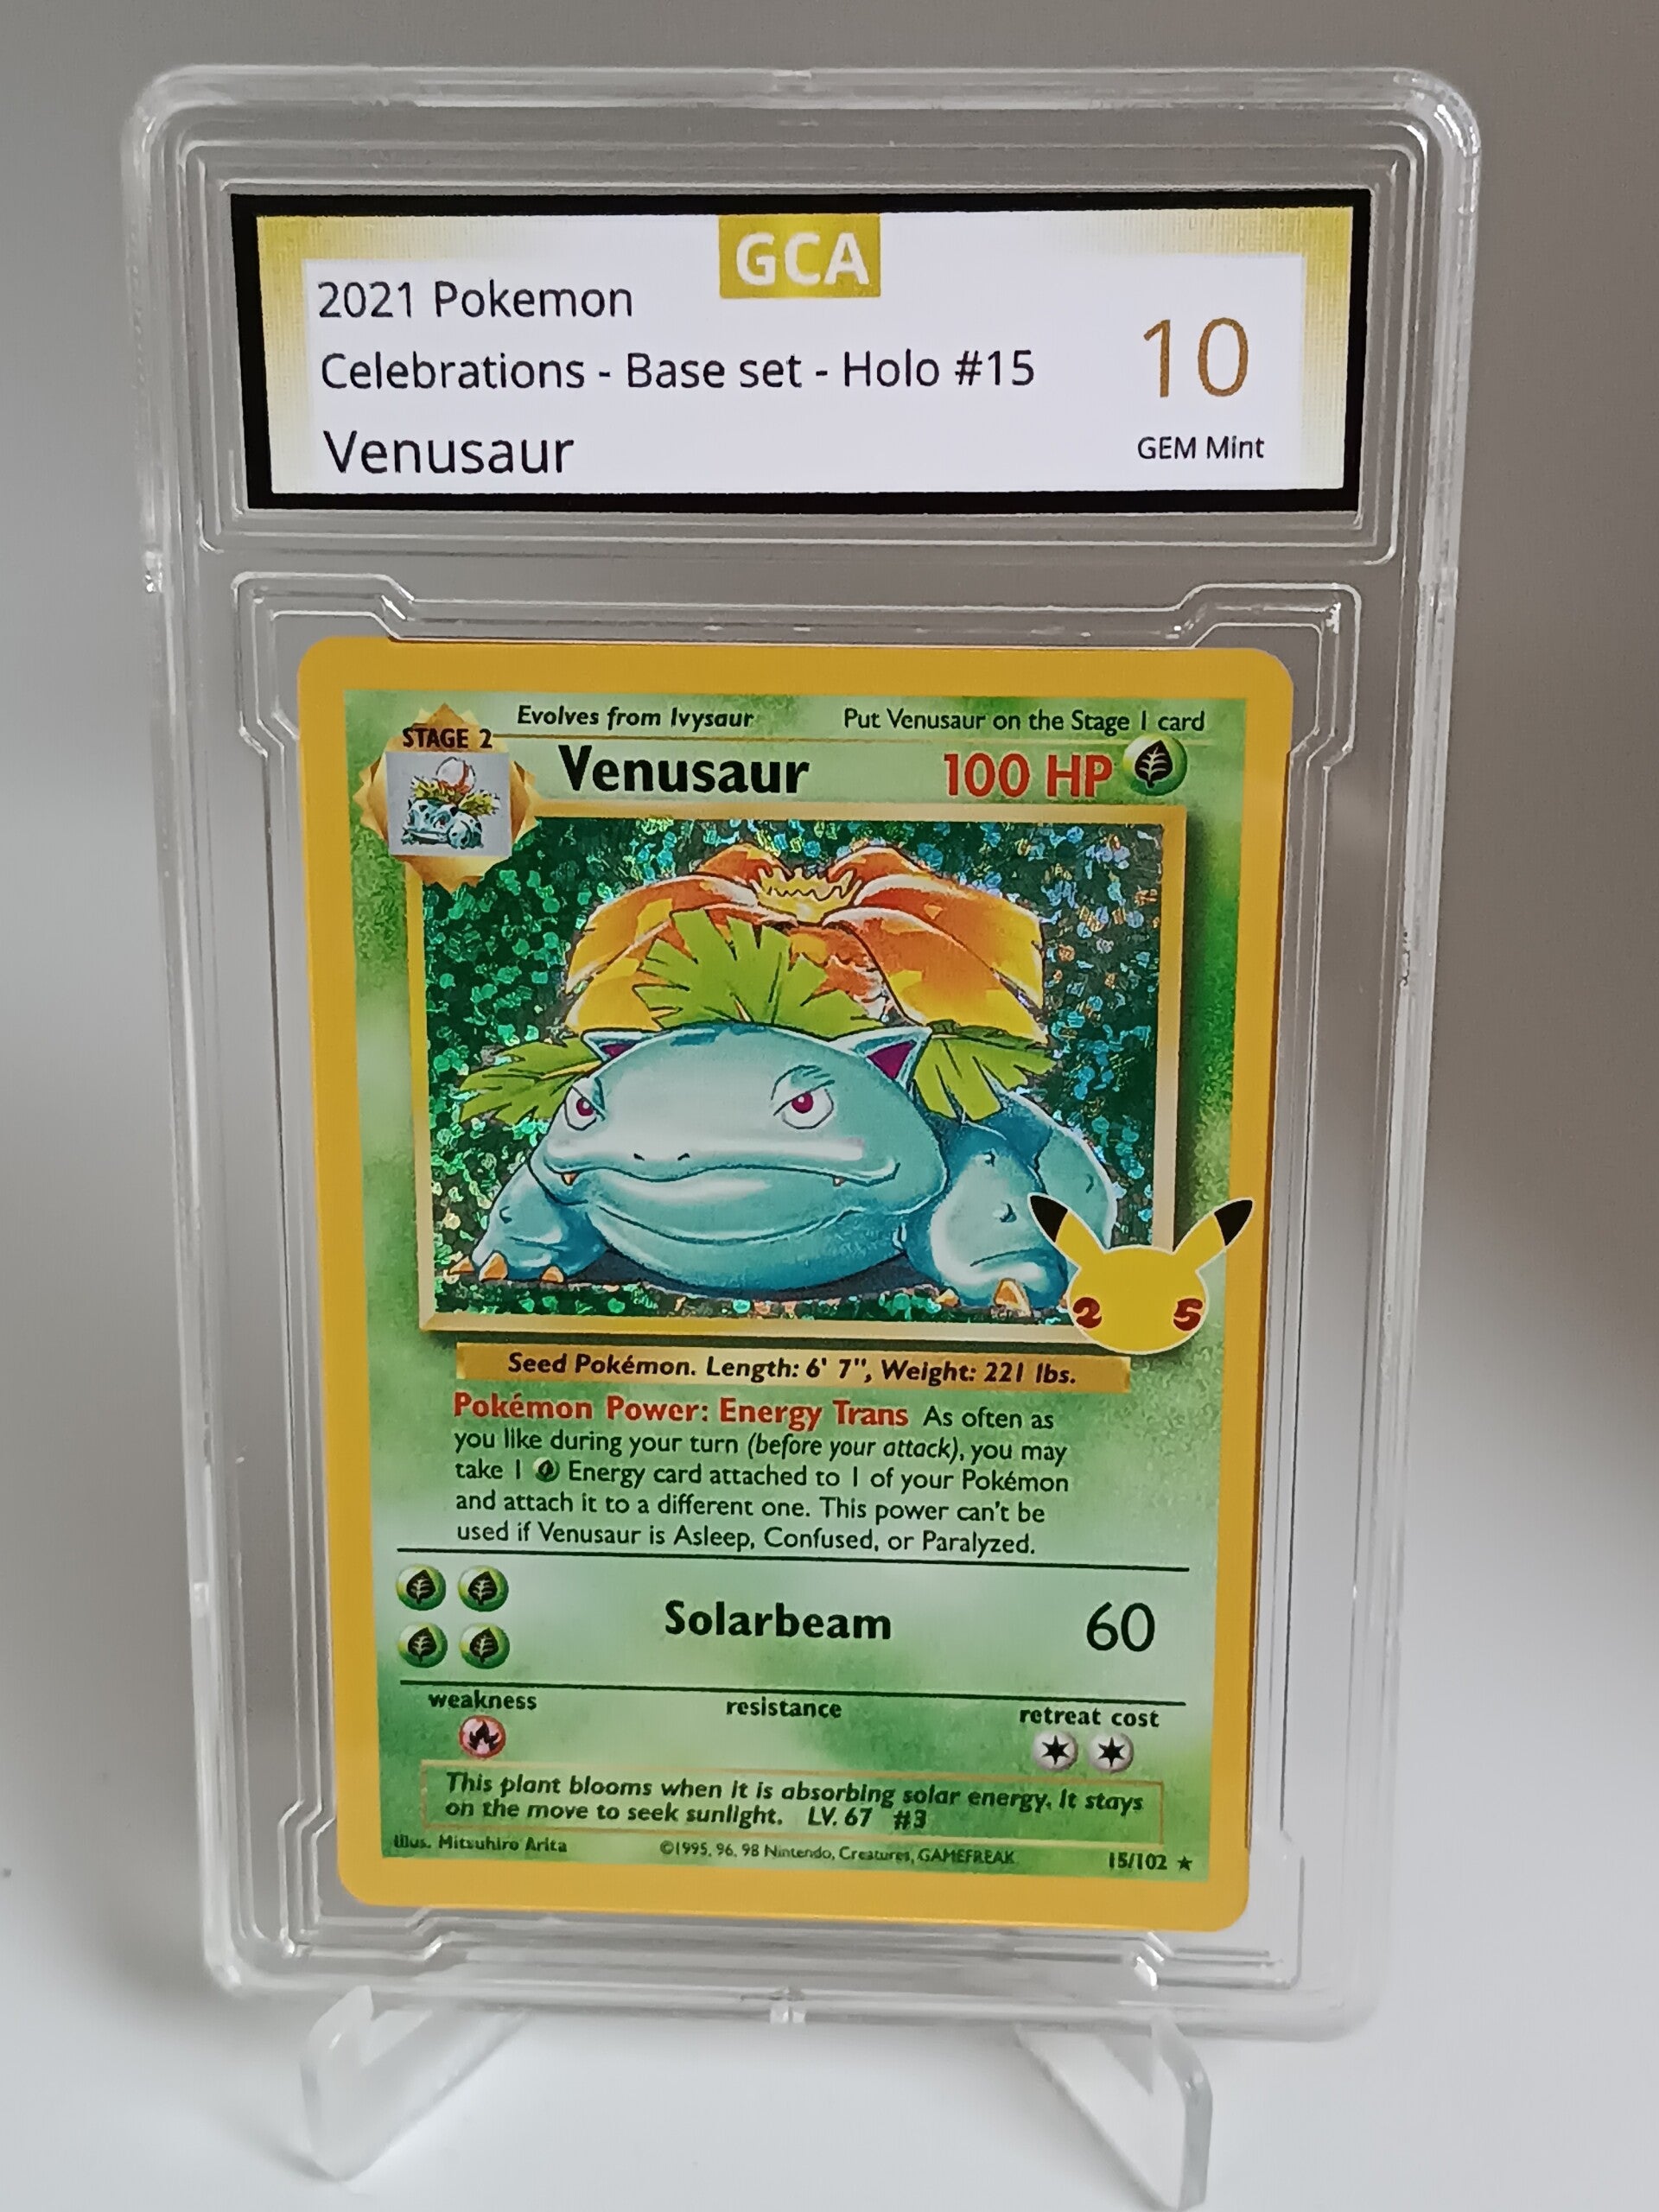 GCA
2021 Pokemon
Celebrations - Base set - Holo #15
Venusaur
10
GEM Mint
Evolves from Ivysaur Put Venusaur on the Stage 1 card
STAGE 2
Venusaur 100 HP
25
Seed Pokémon. Length: 6' 7", Weight: 221 lbs.
Pokémon Power: Energy Trans As often as
you like during your turn (before your attack), you may
take 1 Energy card attached to 1 of your Pokémon
and attach it to a different one. This power can't be
used if Venusaur is Asleep, Confused, or Paralyzed.
Solarbeam 60
weakness resistance retreat cost
This plant blooms when it is absorbing solar energy. It stays
on the move to seek sunlight. LV. 67 #3
Illus. Mitsuhiro Arita ©1995, 96, 98 Nintendo, Creatures, GAMEFREAK 15/102 ★